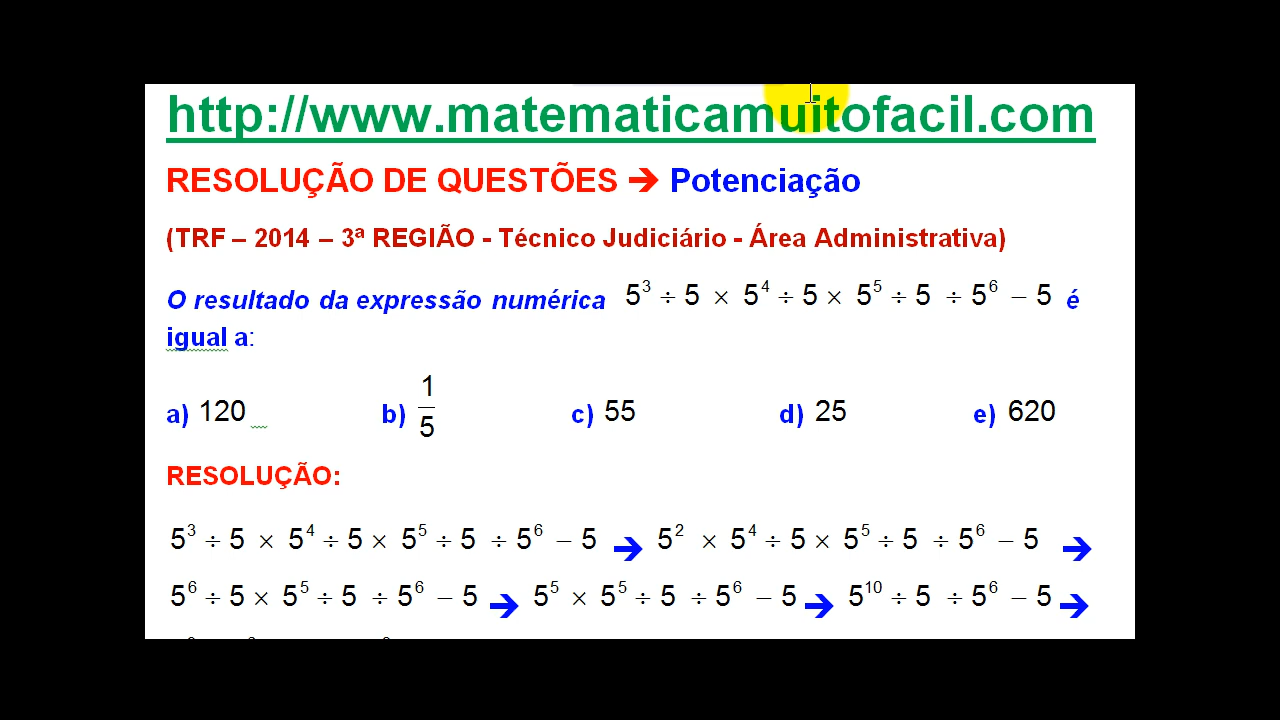 http://www.matematicamuitofacil.com
RESOLUÇÃO DE QUESTÕES ➔ Potenciação
(TRF – 2014 – 3ª REGIÃO - Técnico Judiciário - Área Administrativa)
O resultado da expressão numérica 5³ ÷ 5 × 5⁴ ÷ 5 × 5⁵ ÷ 5 ÷ 5⁶ − 5 é
igual a:
a) 120 b) 1/5 c) 55 d) 25 e) 620
RESOLUÇÃO:
5³ ÷ 5 × 5⁴ ÷ 5 × 5⁵ ÷ 5 ÷ 5⁶ − 5 ➔ 5² × 5⁴ ÷ 5 × 5⁵ ÷ 5 ÷ 5⁶ − 5 ➔
5⁶ ÷ 5 × 5⁵ ÷ 5 ÷ 5⁶ − 5 ➔ 5⁵ × 5⁵ ÷ 5 ÷ 5⁶ − 5 ➔ 5¹⁰ ÷ 5 ÷ 5⁶ − 5 ➔